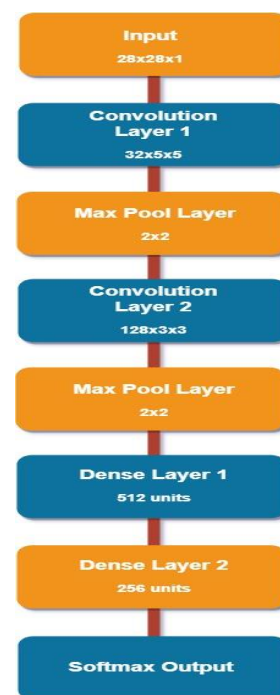 Input
28x28x1
Convolution
Layer 1
32x5x5
Max Pool Layer
2x2
Convolution
Layer 2
128x3x3
Max Pool Layer
2x2
Dense Layer 1
512 units
Dense Layer 2
256 units
Softmax Output